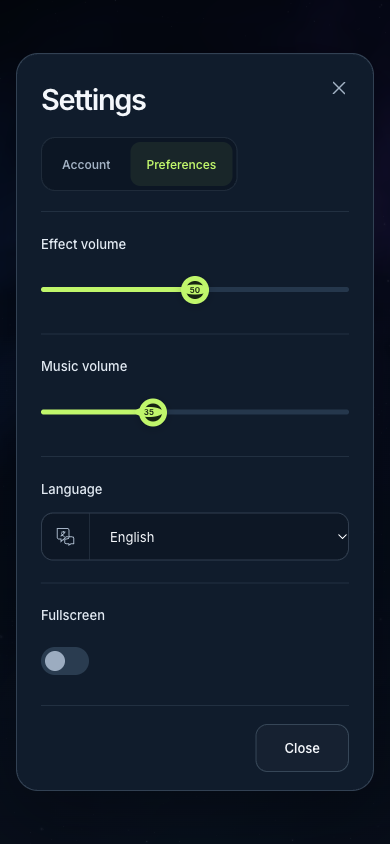 Settings
Account Preferences
Effect volume
50
Music volume
35
Language
English
Fullscreen
Close